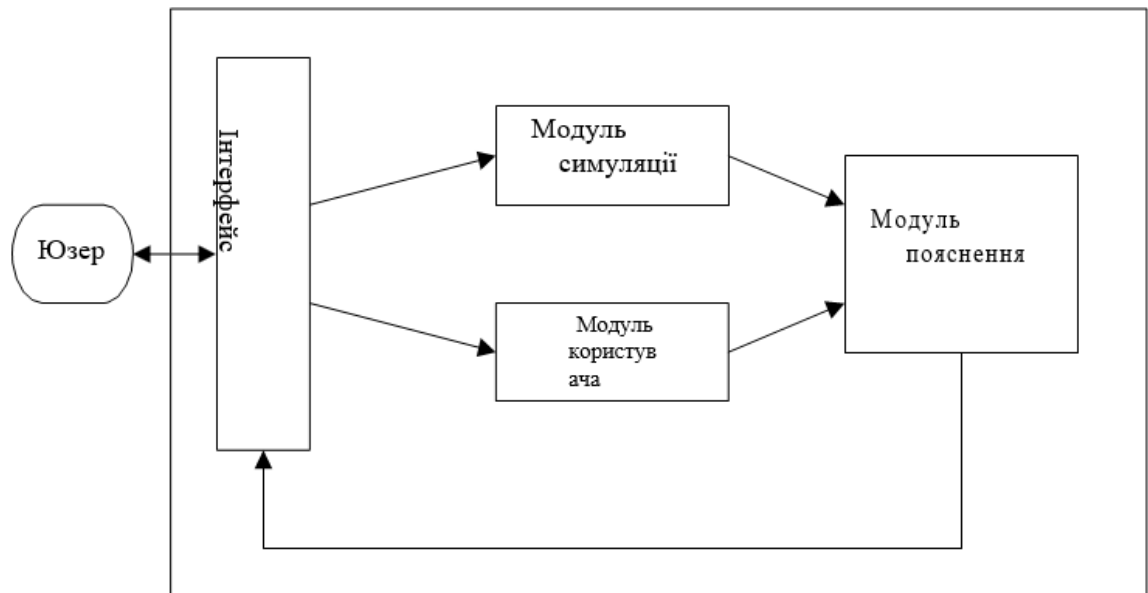 Юзер
Інтерфейс
Модуль
симуляції
Модуль
користув
ача
Модуль
пояснення